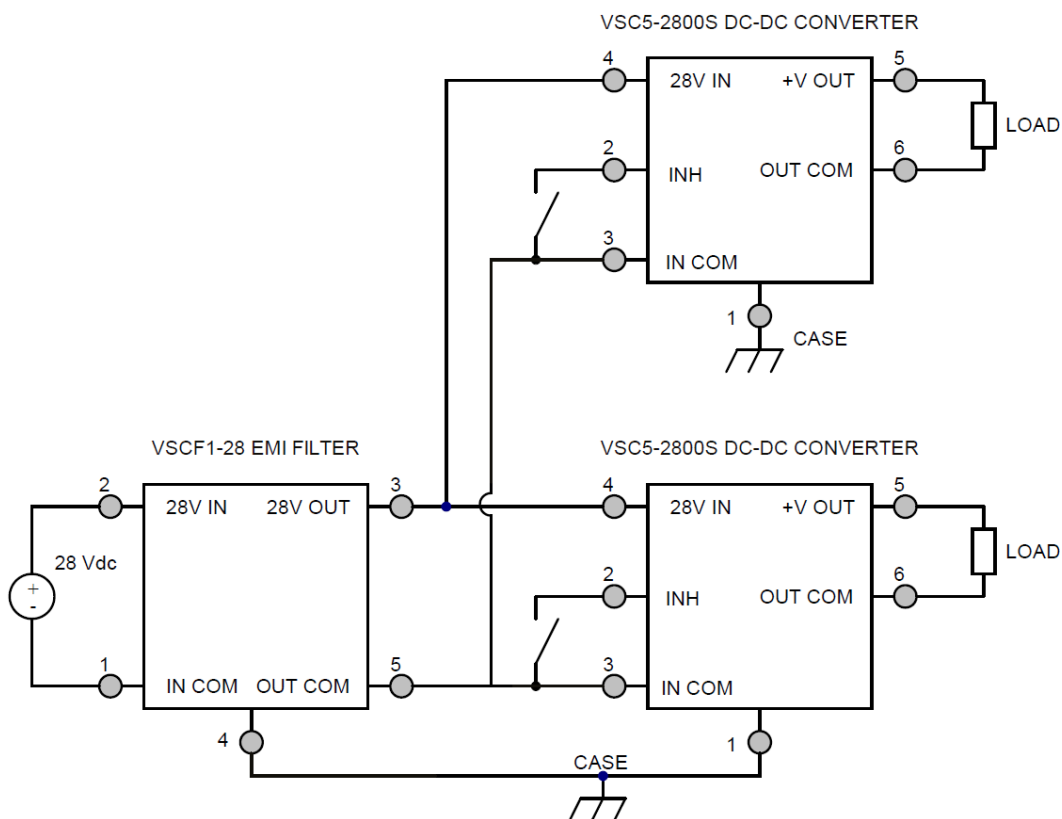 VSC5-2800S DC-DC CONVERTER
4
5
28V IN
+V OUT
2
6
LOAD
INH
OUT COM
3
IN COM
1
CASE
VSCF1-28 EMI FILTER
VSC5-2800S DC-DC CONVERTER
2
3
4
5
28V IN
28V OUT
28V IN
+V OUT
28 Vdc
+
-
2
6
LOAD
INH
OUT COM
1
5
3
IN COM
OUT COM
IN COM
4
1
CASE